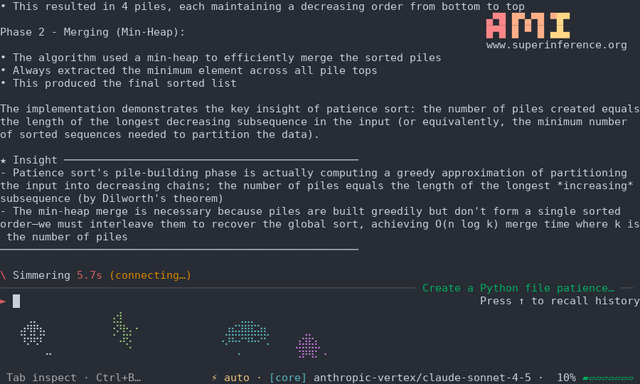 • This resulted in 4 piles, each maintaining a decreasing order from bottom to top
AMI
www.superinference.org
Phase 2 - Merging (Min-Heap):
• The algorithm used a min-heap to efficiently merge the sorted piles
• Always extracted the minimum element across all pile tops
• This produced the final sorted list
The implementation demonstrates the key insight of patience sort: the number of piles created equals
the length of the longest decreasing subsequence in the input (or equivalently, the minimum number
of sorted sequences needed to partition the data).
★ Insight
- Patience sort's pile-building phase is actually computing a greedy approximation of partitioning
the input into decreasing chains; the number of piles equals the length of the longest *increasing*
subsequence (by Dilworth's theorem)
- The min-heap merge is necessary because piles are built greedily but don't form a single sorted
order—we must interleave them to recover the global sort, achieving O(n log k) merge time where k is
the number of piles
\ Simmering 5.7s (connecting…)
Create a Python file patience…
Press ↑ to recall history
Tab inspect · Ctrl+B… ⚡ auto · [core] anthropic-vertex/claude-sonnet-4-5 · 10%